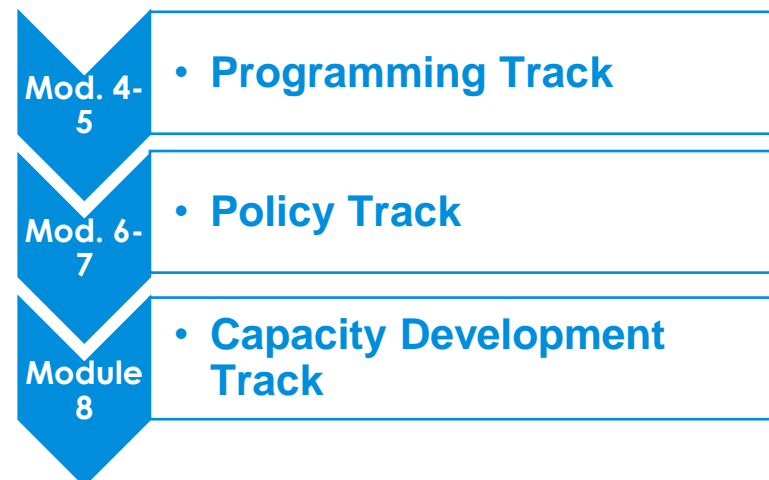 Mod. 4-
5
• Programming Track
Mod. 6-
7
• Policy Track
Module
8
• Capacity Development
Track